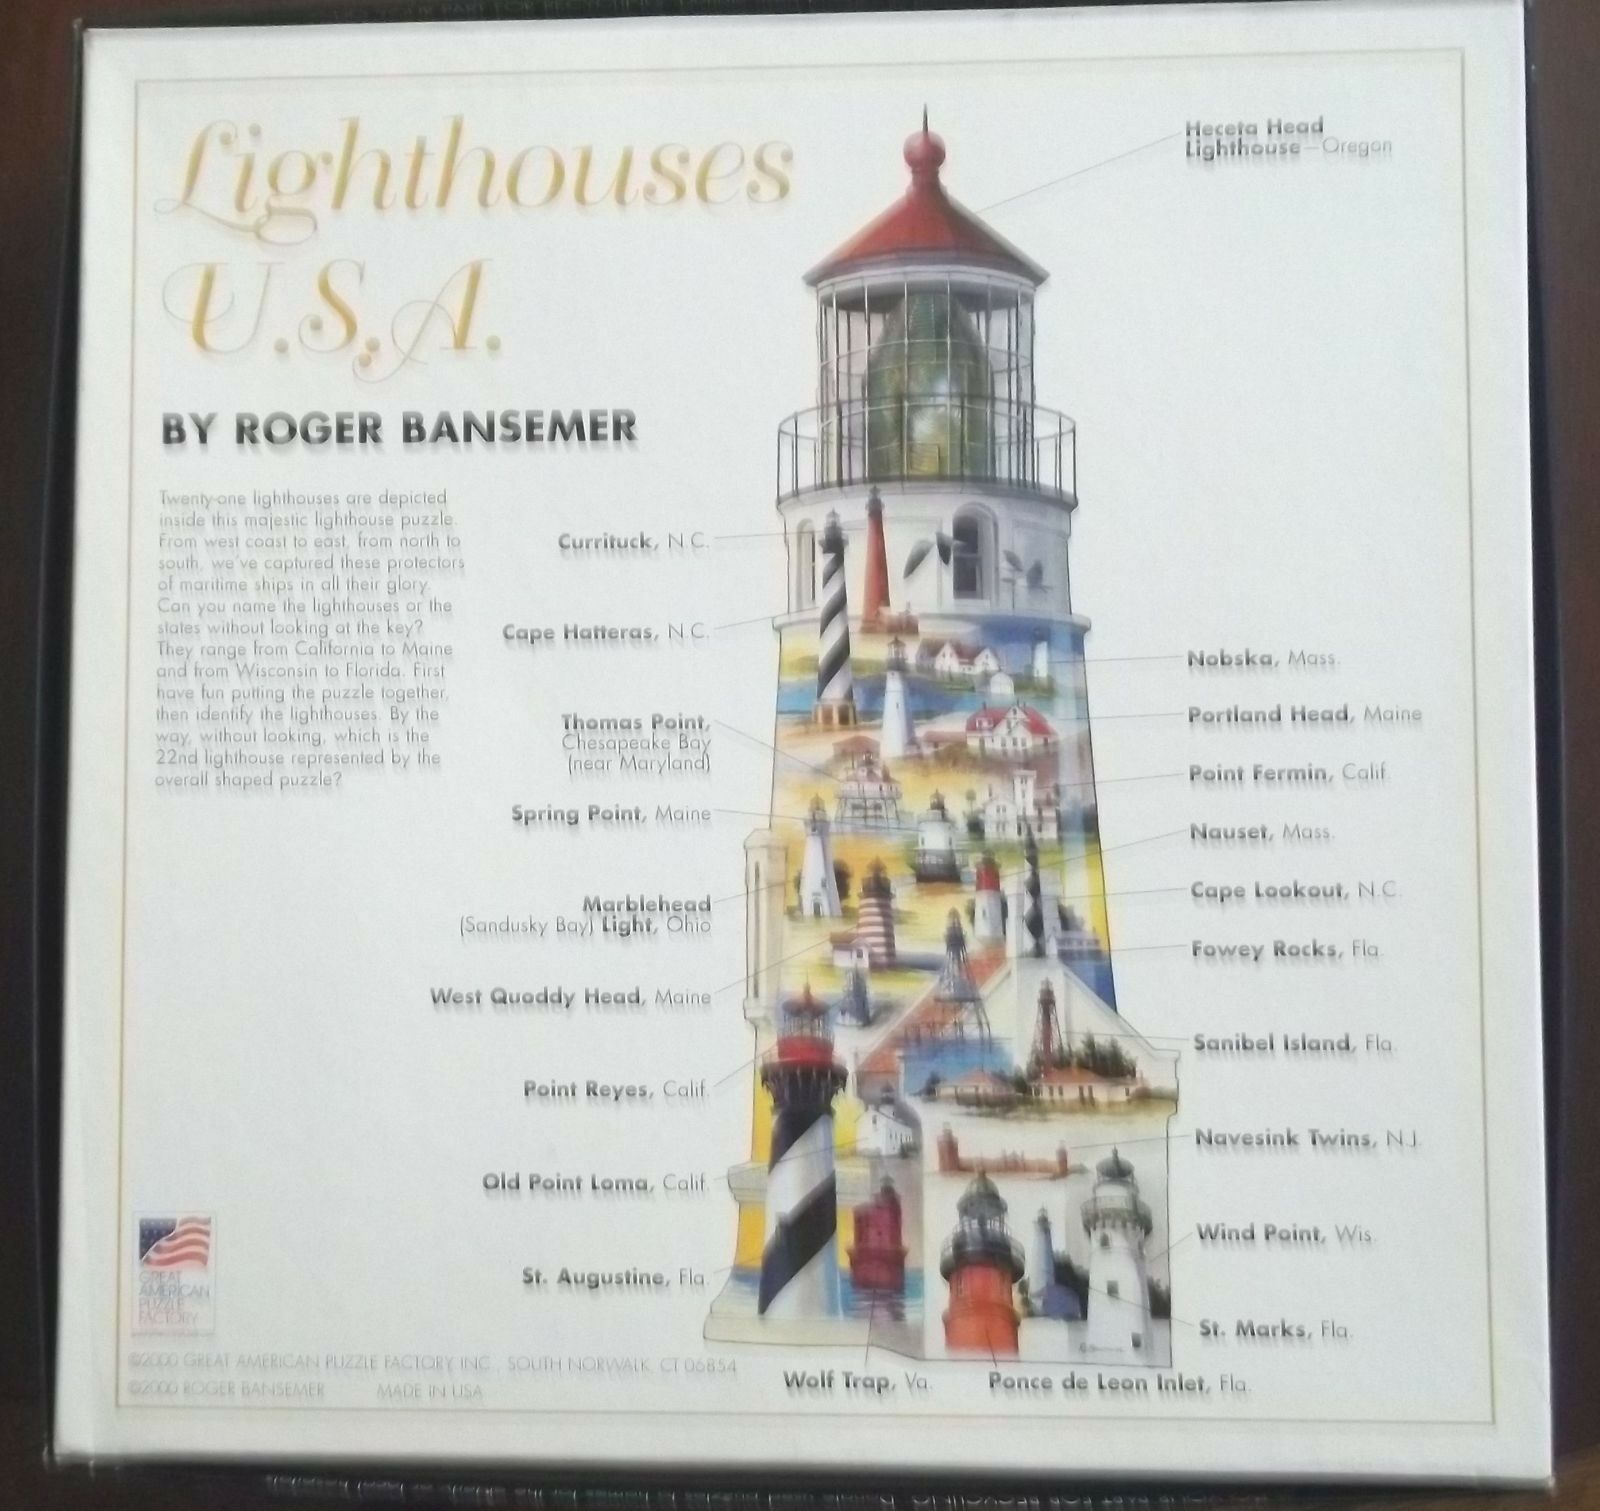 Lighthouses
U.S.A.
BY ROGER BANSEMER
Twenty-one lighthouses are depicted
inside this majestic lighthouse puzzle.
From west coast to east, from north to
south, we've captured these protectors
of maritime ships in all their glory.
Can you name the lighthouses or the
states without looking at the key?
They range from California to Maine
and from Wisconsin to Florida. First
have fun putting the puzzle together,
then identify the lighthouses. By the
way, without looking, which is the
22nd lighthouse represented by the
overall shaped puzzle?
Heceta Head
Lighthouse—Oregon
Currituck, N.C.
Cape Hatteras, N.C.
Thomas Point,
Chesapeake Bay
(near Maryland)
Spring Point, Maine
Marblehead
(Sandusky Bay) Light, Ohio
West Quoddy Head, Maine
Point Reyes, Calif.
Old Point Loma, Calif.
St. Augustine, Fla.
Nobska, Mass.
Portland Head, Maine
Point Fermin, Calif.
Nauset, Mass.
Cape Lookout, N.C.
Fowey Rocks, Fla.
Sanibel Island, Fla.
Navesink Twins, N.J.
Wind Point, Wis.
St. Marks, Fla.
Wolf Trap, Va.
Ponce de Leon Inlet, Fla.
GREAT
AMERICAN
PUZZLE
FACTORY
©2000 GREAT AMERICAN PUZZLE FACTORY INC., SOUTH NORWALK, CT 06854
©2000 ROGER BANSEMER MADE IN USA